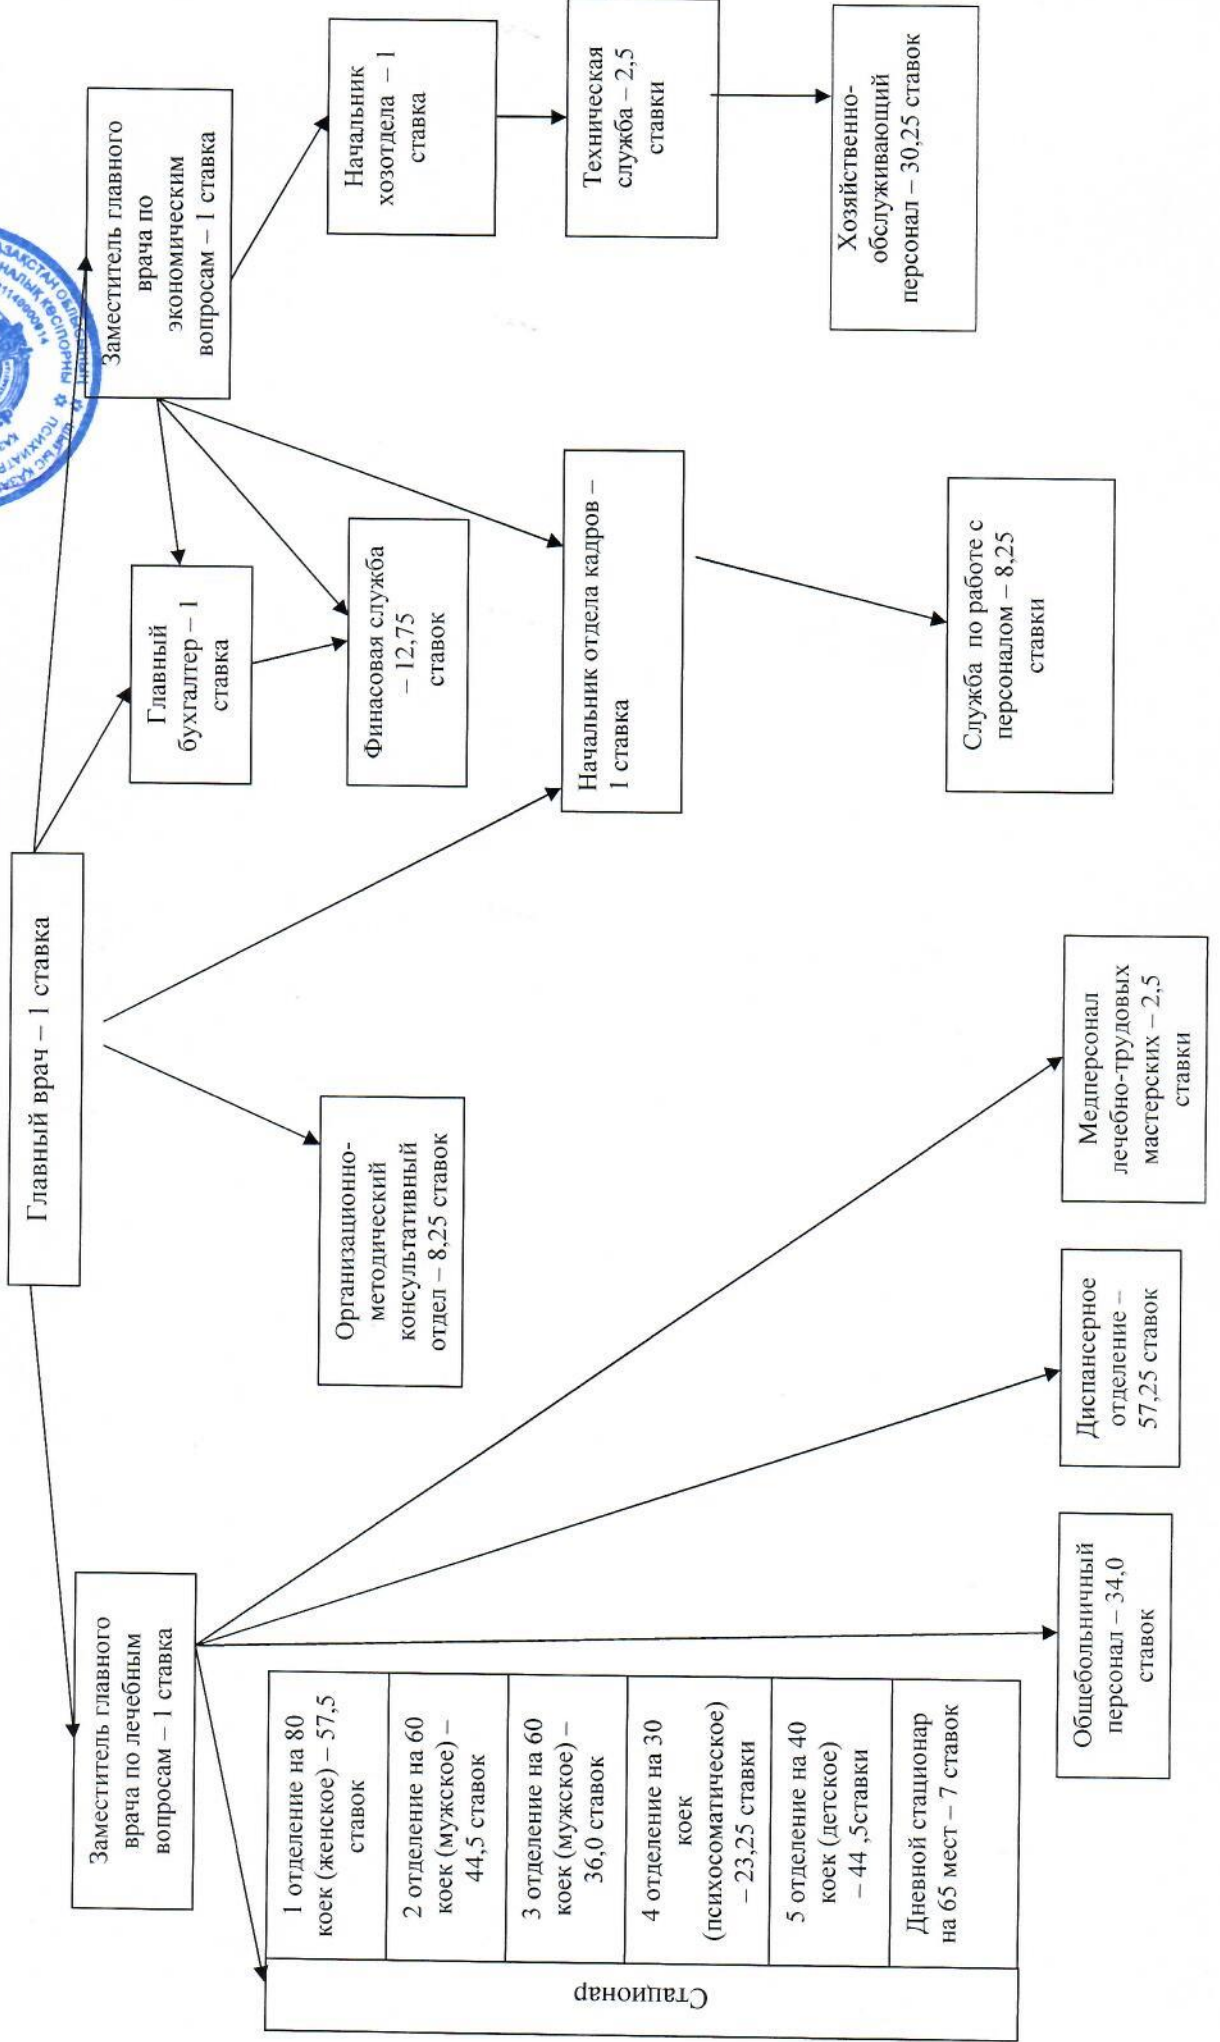 Главный врач – 1 ставка
Заместитель главного
врача по лечебным
вопросам – 1 ставка
Организационно-
методический
консультативный
отдел – 8,25 ставок
Главный
бухгалтер – 1
ставка
Заместитель главного
врача по
экономическим
вопросам – 1 ставка
Финасовая служба
– 12,75
ставок
Начальник
хозотдела – 1
ставка
Начальник отдела кадров –
1 ставка
Техническая
служба – 2,5
ставки
Хозяйственно-
обслуживающий
персонал – 30,25 ставок
Служба по работе с
персоналом – 8,25
ставки
Стационар
1 отделение на 80
коек (женское) – 57,5
ставок
2 отделение на 60
коек (мужское) –
44,5 ставок
3 отделение на 60
коек (мужское) –
36,0 ставок
4 отделение на 30
коек
(психосоматическое)
– 23,25 ставки
5 отделение на 40
коек (детское)
– 44 ,5ставки
Дневной стационар
на 65 мест – 7 ставок
Общебольничный
персонал – 34,0
ставок
Диспансерное
отделение –
57,25 ставок
Медперсонал
лечебно-трудовых
мастерских – 2,5
ставки